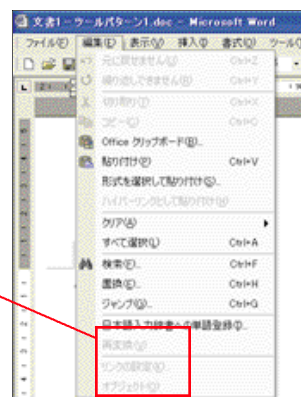 文書1－ウールパターン1.doc － Microsoft Word
ファイル(F) 編集(E) 表示(V) 挿入(I) 書式(O) ツール(
元に戻せません(U) Ctrl+Z
繰り返しできません(R) Ctrl+Y
切り取り(T) Ctrl+X
コピー(C) Ctrl+C
Office クリップボード(B)...
貼り付け(P) Ctrl+V
形式を選択して貼り付け(S)...
ハイパーリンクとして貼り付け(H)
クリア(A)
すべて選択(L) Ctrl+A
検索(F)... Ctrl+F
置換(E)... Ctrl+H
ジャンプ(G)... Ctrl+G
日本語入力辞書への単語登録(D)...
再変換(V)
リンクの設定(K)...
オブジェクト(O)